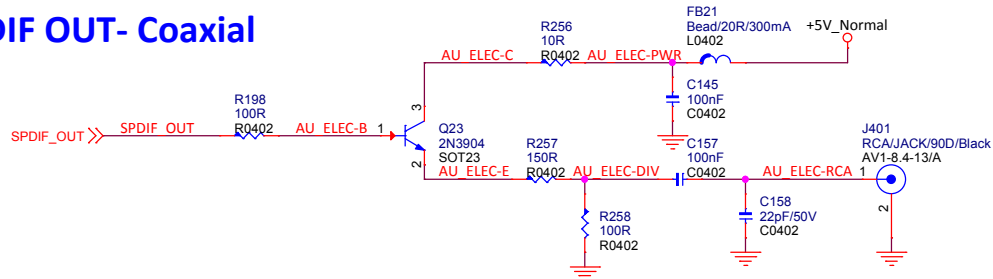 DIF OUT- Coaxial
R256
10R
R0402
AU_ELEC-C
AU_ELEC-PWR
FB21
Bead/20R/300mA
L0402
+5V_Normal
C145
100nF
C0402
SPDIF_OUT
SPDIF_OUT
R198
100R
R0402
AU_ELEC-B
1
3
2
Q23
2N3904
SOT23
AU_ELEC-E
R257
150R
R0402
AU_ELEC-DIV
C157
100nF
C0402
AU_ELEC-RCA
J401
RCA/JACK/90D/Black
AV1-8.4-13/A
1
2
R258
100R
R0402
C158
22pF/50V
C0402